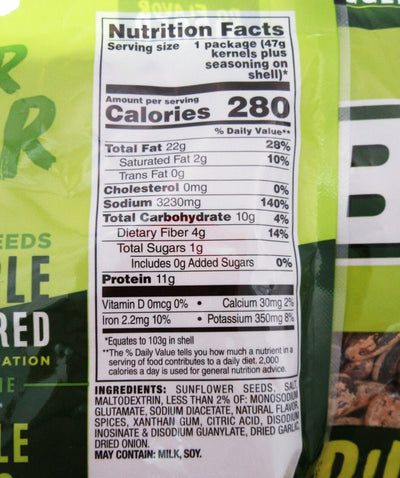 Nutrition Facts
Serving size 1 package (47g
kernels plus
seasoning on
shell)*
Amount per serving
Calories 280
% Daily Value**
Total Fat 22g 28%
Saturated Fat 2g 10%
Trans Fat 0g
Cholesterol 0mg 0%
Sodium 3230mg 140%
Total Carbohydrate 10g 4%
Dietary Fiber 4g 14%
Total Sugars 1g
Includes 0g Added Sugars 0%
Protein 11g
Vitamin D 0mcg 0% • Calcium 30mg 2%
Iron 2.2mg 10% • Potassium 350mg 8%
*Equates to 103g in shell
**The % Daily Value tells you how much a nutrient in a
serving of food contributes to a daily diet. 2,000
calories a day is used for general nutrition advice.
INGREDIENTS: SUNFLOWER SEEDS, SALT,
MALTODEXTRIN, LESS THAN 2% OF: MONOSODIUM
GLUTAMATE, SODIUM DIACETATE, NATURAL FLAVOR,
SPICES, XANTHAN GUM, CITRIC ACID, DISODIUM
INOSINATE & DISODIUM GUANYLATE, DRIED GARLIC,
DRIED ONION.
MAY CONTAIN: MILK, SOY.